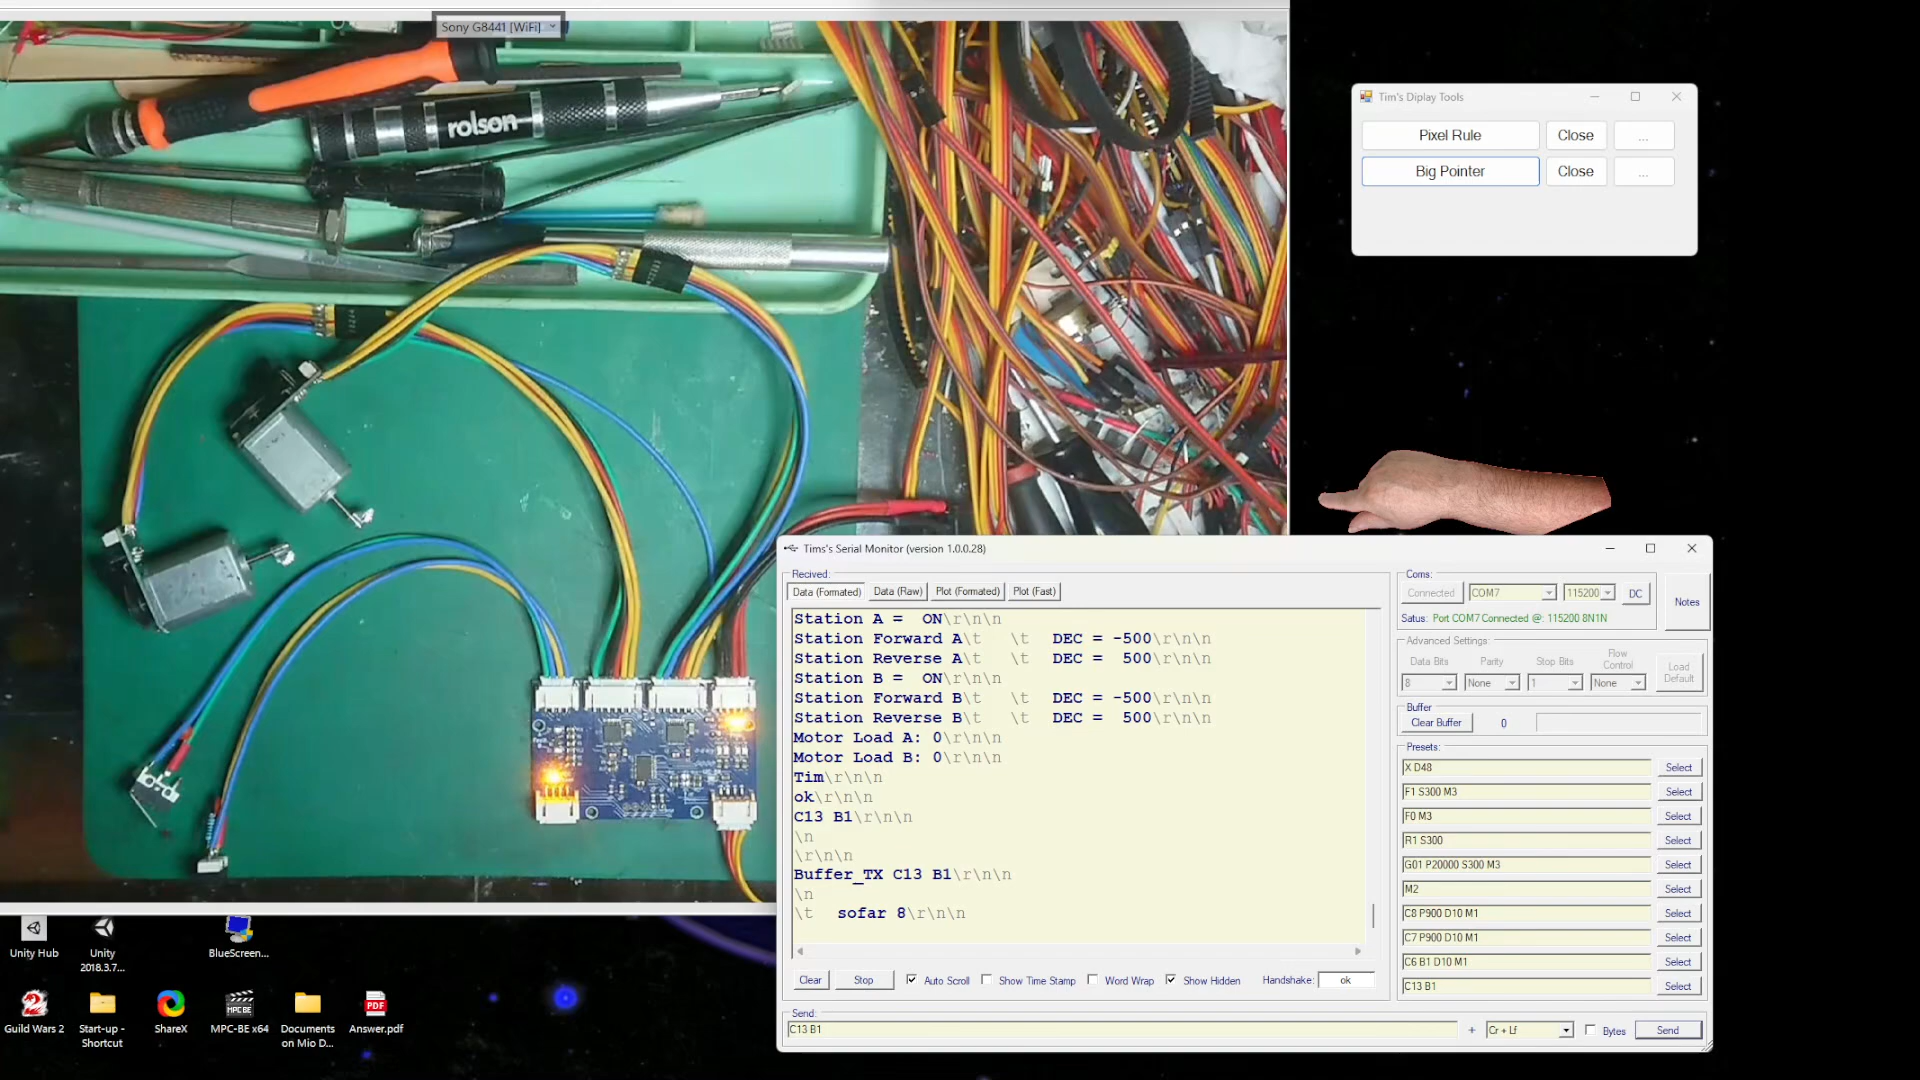 Sony G8441 [WiFi]
rolson
Tim's Diplay Tools
Pixel Rule
Close
...
Big Pointer
Close
...
Tims's Serial Monitor (version 1.0.0.28)
Recived:
Data (Formated)
Data (Raw)
Plot (Formated)
Plot (Fast)
Station A =  ON\r\n\n
Station Forward A\t   \t  DEC = -500\r\n\n
Station Reverse A\t   \t  DEC =  500\r\n\n
Station B =  ON\r\n\n
Station Forward B\t   \t  DEC = -500\r\n\n
Station Reverse B\t   \t  DEC =  500\r\n\n
Motor Load A: 0\r\n\n
Motor Load B: 0\r\n\n
Tim\r\n\n
ok\r\n\n
C13 B1\r\n\n
\n
\r\n\n
Buffer_TX C13 B1\r\n\n
\n
\t  sofar 8\r\n\n
Clear
Stop
Auto Scroll
Show Time Stamp
Word Wrap
Show Hidden
Handshake:
ok
Coms:
Connected
COM7
115200
DC
Notes
Satus: Port COM7 Connected @: 115200 8N1N
Advanced Settings:
Data Bits
Parity
Stop Bits
Flow
Control
8
None
1
None
Load
Default
Buffer
Clear Buffer
0
Presets:
X D48
Select
F1 S300 M3
Select
F0 M3
Select
R1 S300
Select
G01 P20000 S300 M3
Select
M2
Select
C8 P900 D10 M1
Select
C7 P900 D10 M1
Select
C6 B1 D10 M1
Select
C13 B1
Select
Send:
C13 B1
+
Cr + Lf
Bytes
Send
Unity Hub
Unity
2018.3.7...
BlueScreen...
Guild Wars 2
Start-up -
Shortcut
ShareX
MPC-BE
MPC-BE x64
Documents
on Mio D...
PDF
Answer.pdf